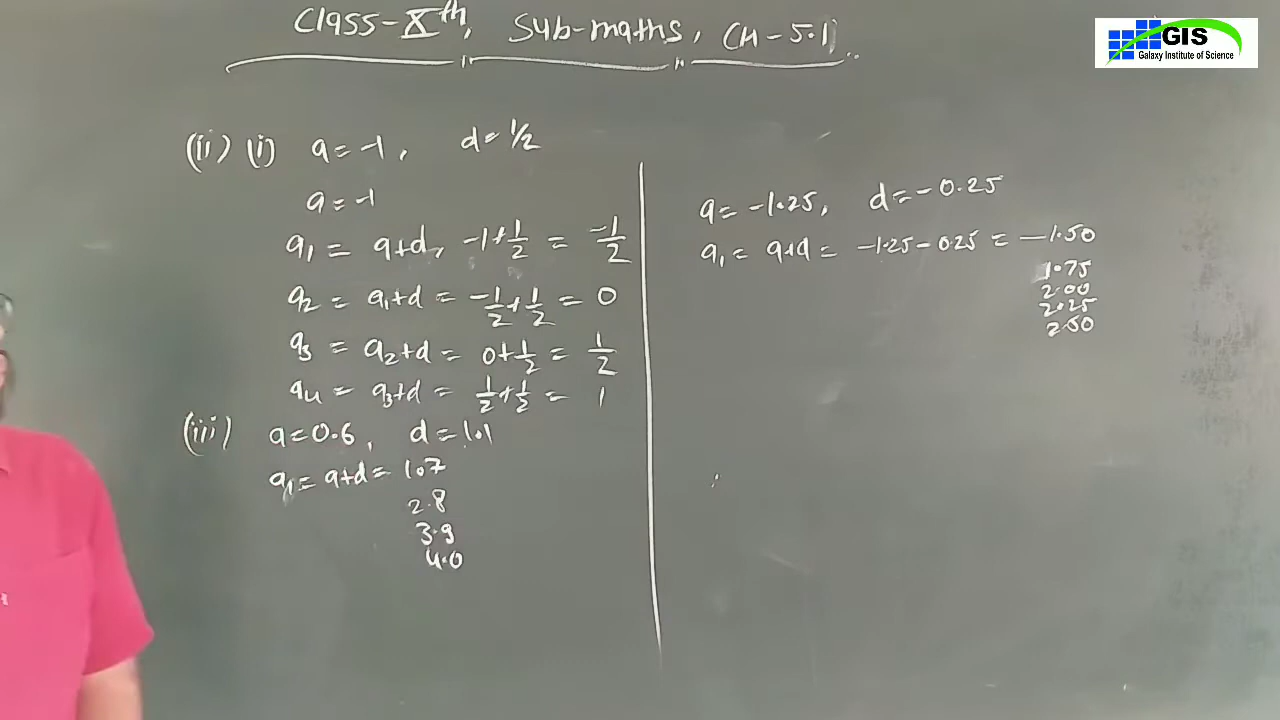 Class-Xth, Sub-maths, CH-5.1
GIS
Galaxy Institute of Science
(ii) (i) a = -1, d = 1/2
a = -1
a1 = a+d, -1+1/2 = -1/2
a2 = a1+d = -1/2+1/2 = 0
a3 = a2+d = 0+1/2 = 1/2
a4 = a3+d = 1/2+1/2 = 1
(iii) a = 0.6, d = 1.1
a1 = a+d = 1.7
2.8
3.9
4.0
a = -1.25, d = -0.25
a1 = a+d = -1.25-0.25 = -1.50
1.75
2.00
2.25
2.50